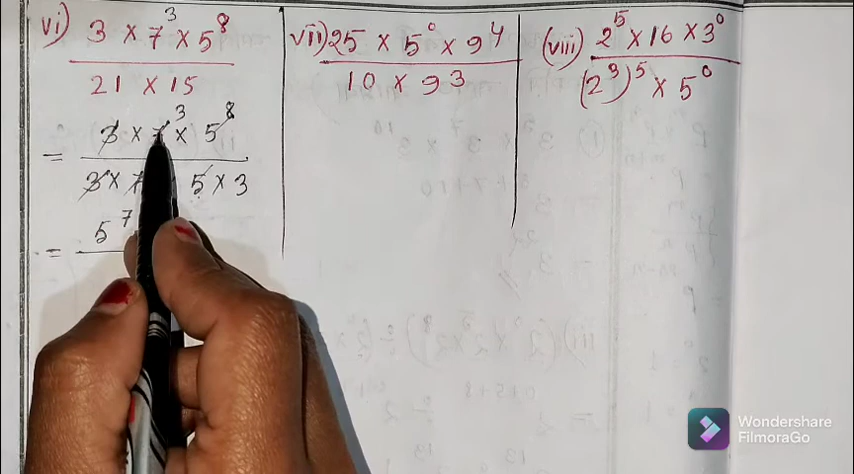 vi) 3 × 7³ × 5⁸
21 × 15
= 3 × 7³ × 5⁸
3 × 7 5 × 3
= 5⁷
vii) 25 × 5⁰ × 9⁴
10 × 9³
(viii) 2⁵ × 16 × 3⁰
(2³)⁵ × 5⁰
Wondershare
FilmoraGo